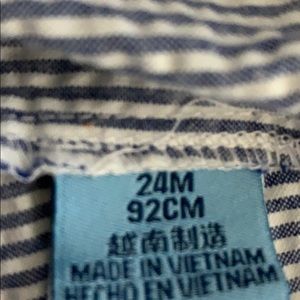 24M
92CM
越南制造
MADE IN VIETNAM
HECHO EN VIETNAM